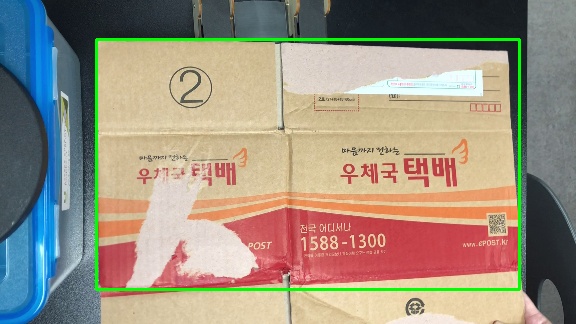 ②
마음까지 전하는
우체국 택배
마음까지 전하는
우체국 택배
전국 어디서나
1588-1300
ePOST
www.ePOST.kr